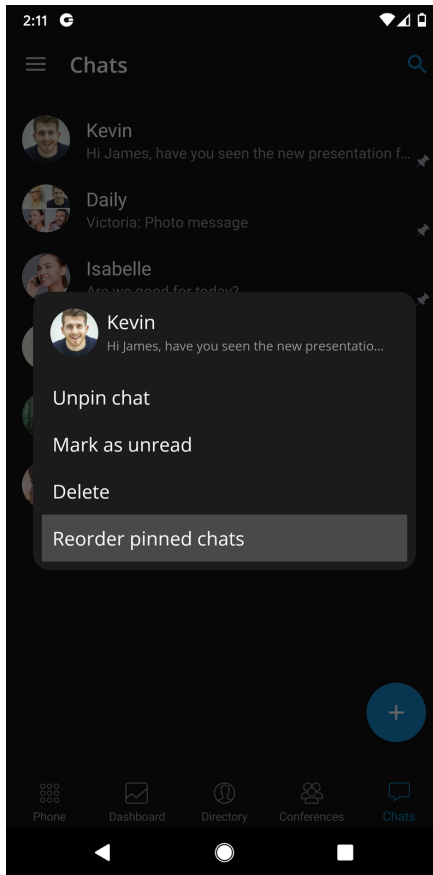 2:11
Chats
Kevin
Hi James, have you seen the new presentation f...
Daily
Victoria: Photo message
Isabelle
Are we good for today?
Kevin
Hi James, have you seen the new presentatio...
Unpin chat
Mark as unread
Delete
Reorder pinned chats
Phone
Dashboard
Directory
Conferences
Chats